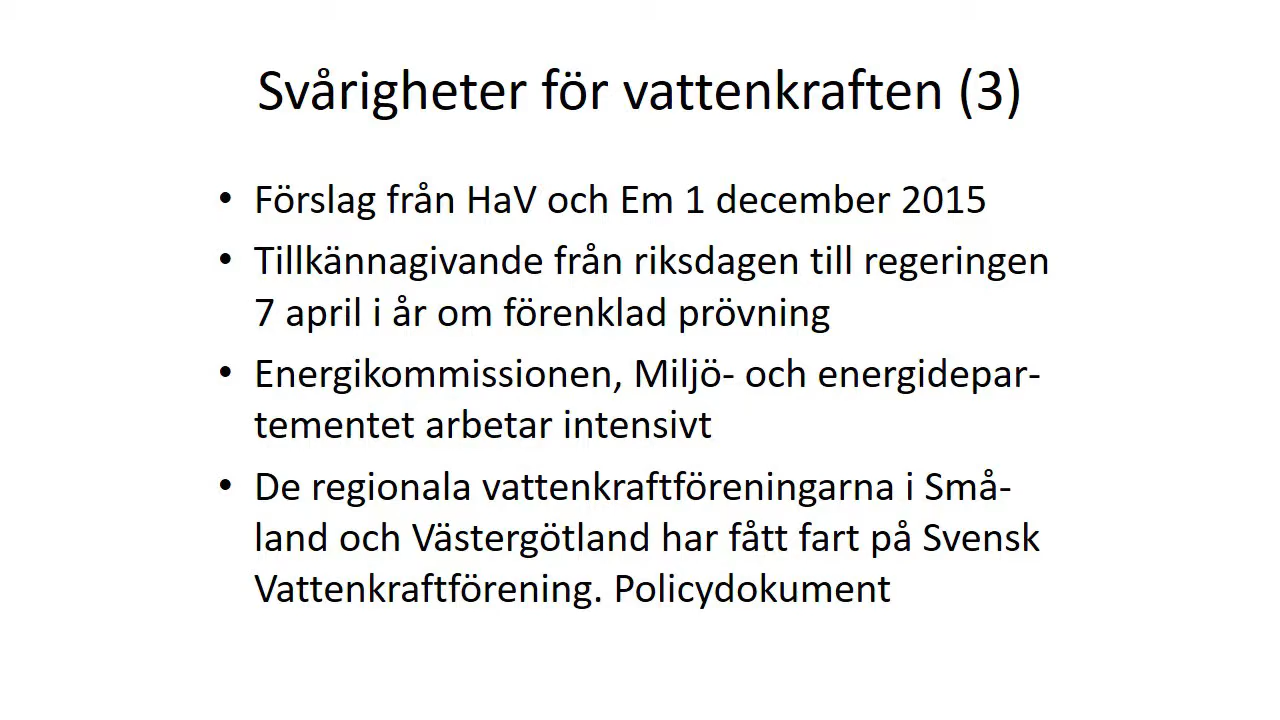 Svårigheter för vattenkraften (3)
• Förslag från HaV och Em 1 december 2015
• Tillkännagivande från riksdagen till regeringen
7 april i år om förenklad prövning
• Energikommissionen, Miljö- och energidepar-
tementet arbetar intensivt
• De regionala vattenkraftföreningarna i Små-
land och Västergötland har fått fart på Svensk
Vattenkraftförening. Policydokument